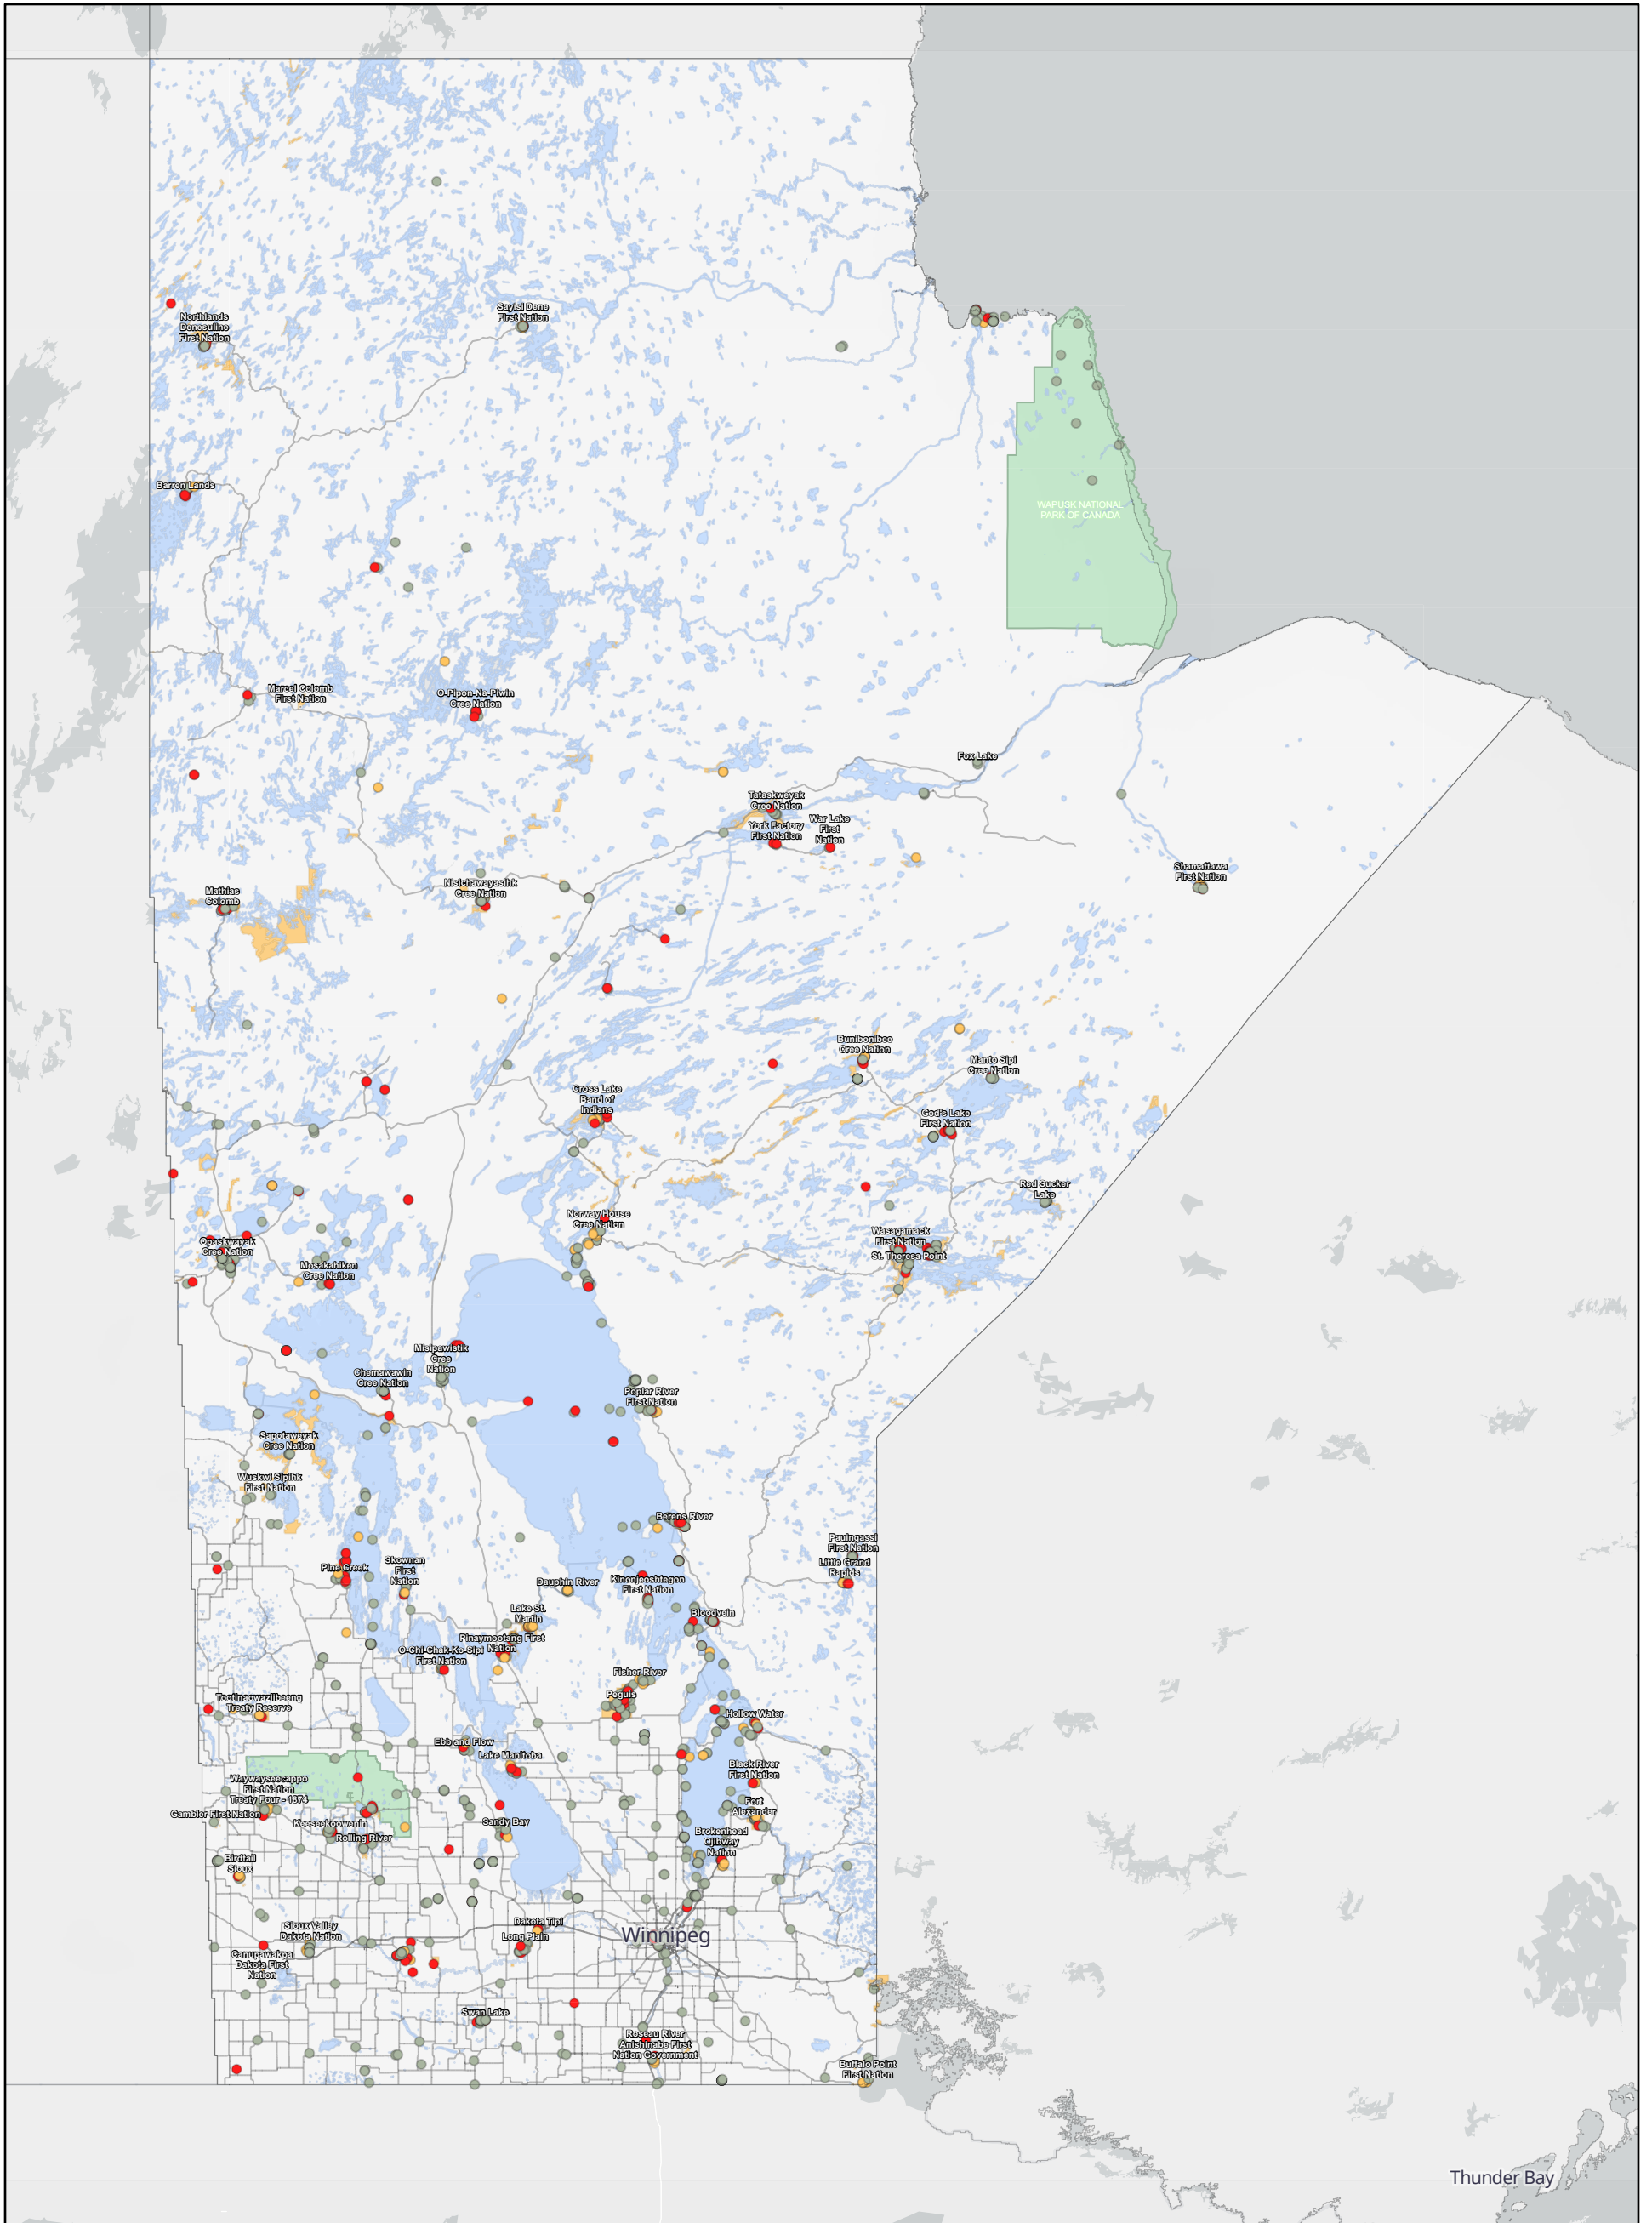 Sayisi Dene
First Nation
Northlands
Denesuline
First Nation
Barren Lands
WAPUSK NATIONAL
PARK OF CANADA
Marcel Colomb
First Nation
O-Pipon-Na-Piwin
Cree Nation
Fox Lake
Tataskweyak
Cree Nation
York Factory
First Nation
War Lake
First
Nation
Shamattawa
First Nation
Mathias
Colomb
Nisichawayasihk
Cree Nation
Bunibonibee
Cree Nation
Manto Sipi
Cree Nation
Cross Lake
Band of
Indians
God's Lake
First Nation
Red Sucker
Lake
Norway House
Cree Nation
Wasagamack
First Nation
St. Theresa Point
Opaskwayak
Cree Nation
Mosakahiken
Cree Nation
Misipawistik
Cree
Nation
Chemawawin
Cree Nation
Poplar River
First Nation
Sapotaweyak
Cree Nation
Wuskwi Sipihk
First Nation
Berens River
Pauingassi
First Nation
Little Grand
Rapids
Pine Creek
Skownan
First
Nation
Dauphin River
Kinonjeoshtegon
First Nation
Lake St.
Martin
Bloodvein
Pinaymootang First
Nation
O-Chi-Chak-Ko-Sipi
First Nation
Fisher River
Peguis
Tootinaowaziibeeng
Treaty Reserve
Hollow Water
Ebb and Flow
Lake Manitoba
Black River
First Nation
Waywayseecappo
First Nation
Treaty Four - 1874
Gambler First Nation
Fort
Alexander
Keeseekoowenin
Rolling River
Sandy Bay
Brokenhead
Ojibway
Nation
Birdtail
Sioux
Sioux Valley
Dakota Nation
Dakota Tipi
Long Plain
Winnipeg
Canupawakpa
Dakota First
Nation
Swan Lake
Roseau River
Anishinabe First
Nation Government
Buffalo Point
First Nation
Thunder Bay